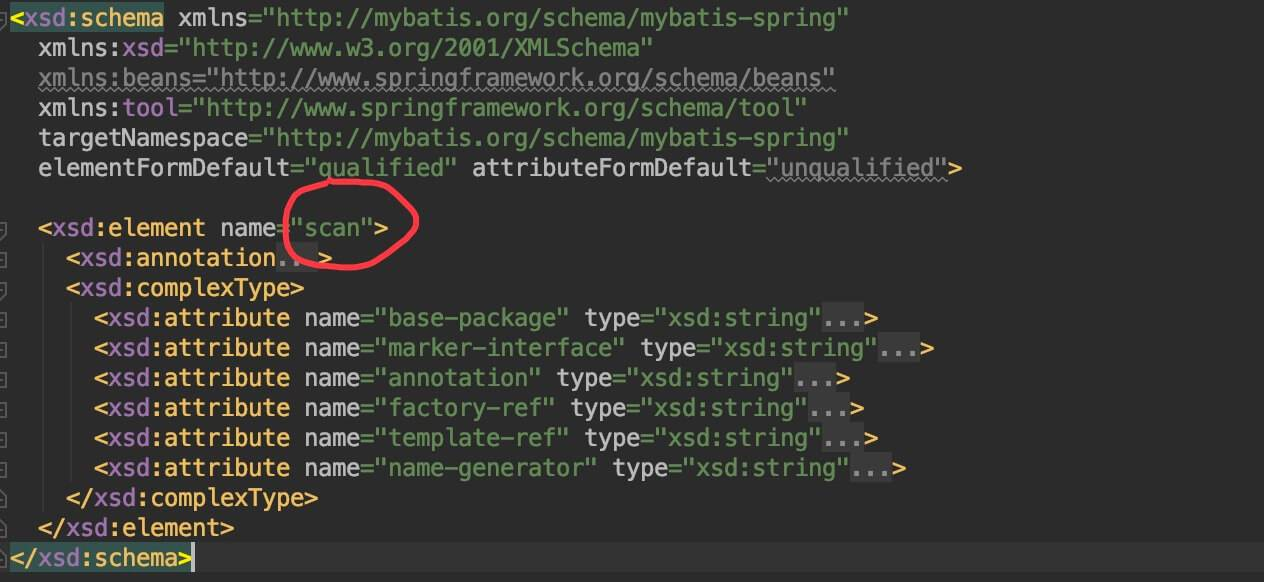 <xsd:schema xmlns="http://mybatis.org/schema/mybatis-spring"
xmlns:xsd="http://www.w3.org/2001/XMLSchema"
xmlns:beans="http://www.springframework.org/schema/beans"
xmlns:tool="http://www.springframework.org/schema/tool"
targetNamespace="http://mybatis.org/schema/mybatis-spring"
elementFormDefault="qualified" attributeFormDefault="unqualified">
<xsd:element name="scan">
<xsd:annotation...>
<xsd:complexType>
<xsd:attribute name="base-package" type="xsd:string"...>
<xsd:attribute name="marker-interface" type="xsd:string"...>
<xsd:attribute name="annotation" type="xsd:string"...>
<xsd:attribute name="factory-ref" type="xsd:string"...>
<xsd:attribute name="template-ref" type="xsd:string"...>
<xsd:attribute name="name-generator" type="xsd:string"...>
</xsd:complexType>
</xsd:element>
</xsd:schema>